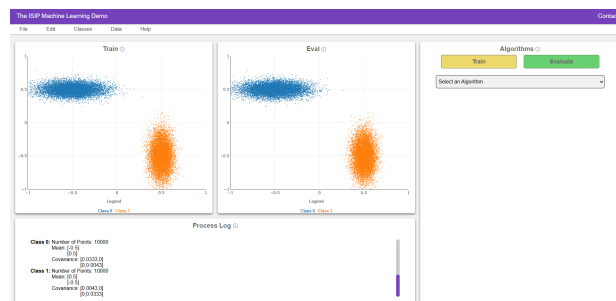 The ISIP Machine Learning Demo
Contac
File Edit Classes Data Help
Train ⓘ
1
0.5
0
−0.5
−1
−1 −0.5 0 0.5 1
Legend
Class 0 Class 1
Eval ⓘ
1
0.5
0
−0.5
−1
−1 −0.5 0 0.5 1
Legend
Class 0 Class 1
Algorithms ⓘ
Train Evaluate
Select an Algorithm
Process Log ⓘ
Class 0: Number of Points: 10000
Mean: [-0.5]
[0.5]
Covariance: [0.0333,0]
[0,0.0043]
Class 1: Number of Points: 10000
Mean: [0.5]
[-0.5]
Covariance: [0.0043,0]
[0,0.0333]